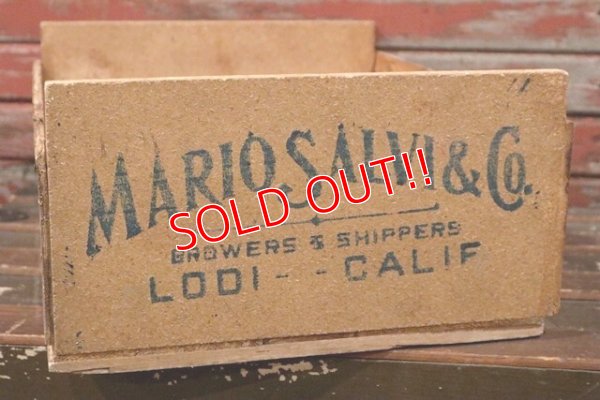 MARIO SALVI & CO.
SOLD OUT!!
GROWERS & SHIPPERS
LODI - - CALIF